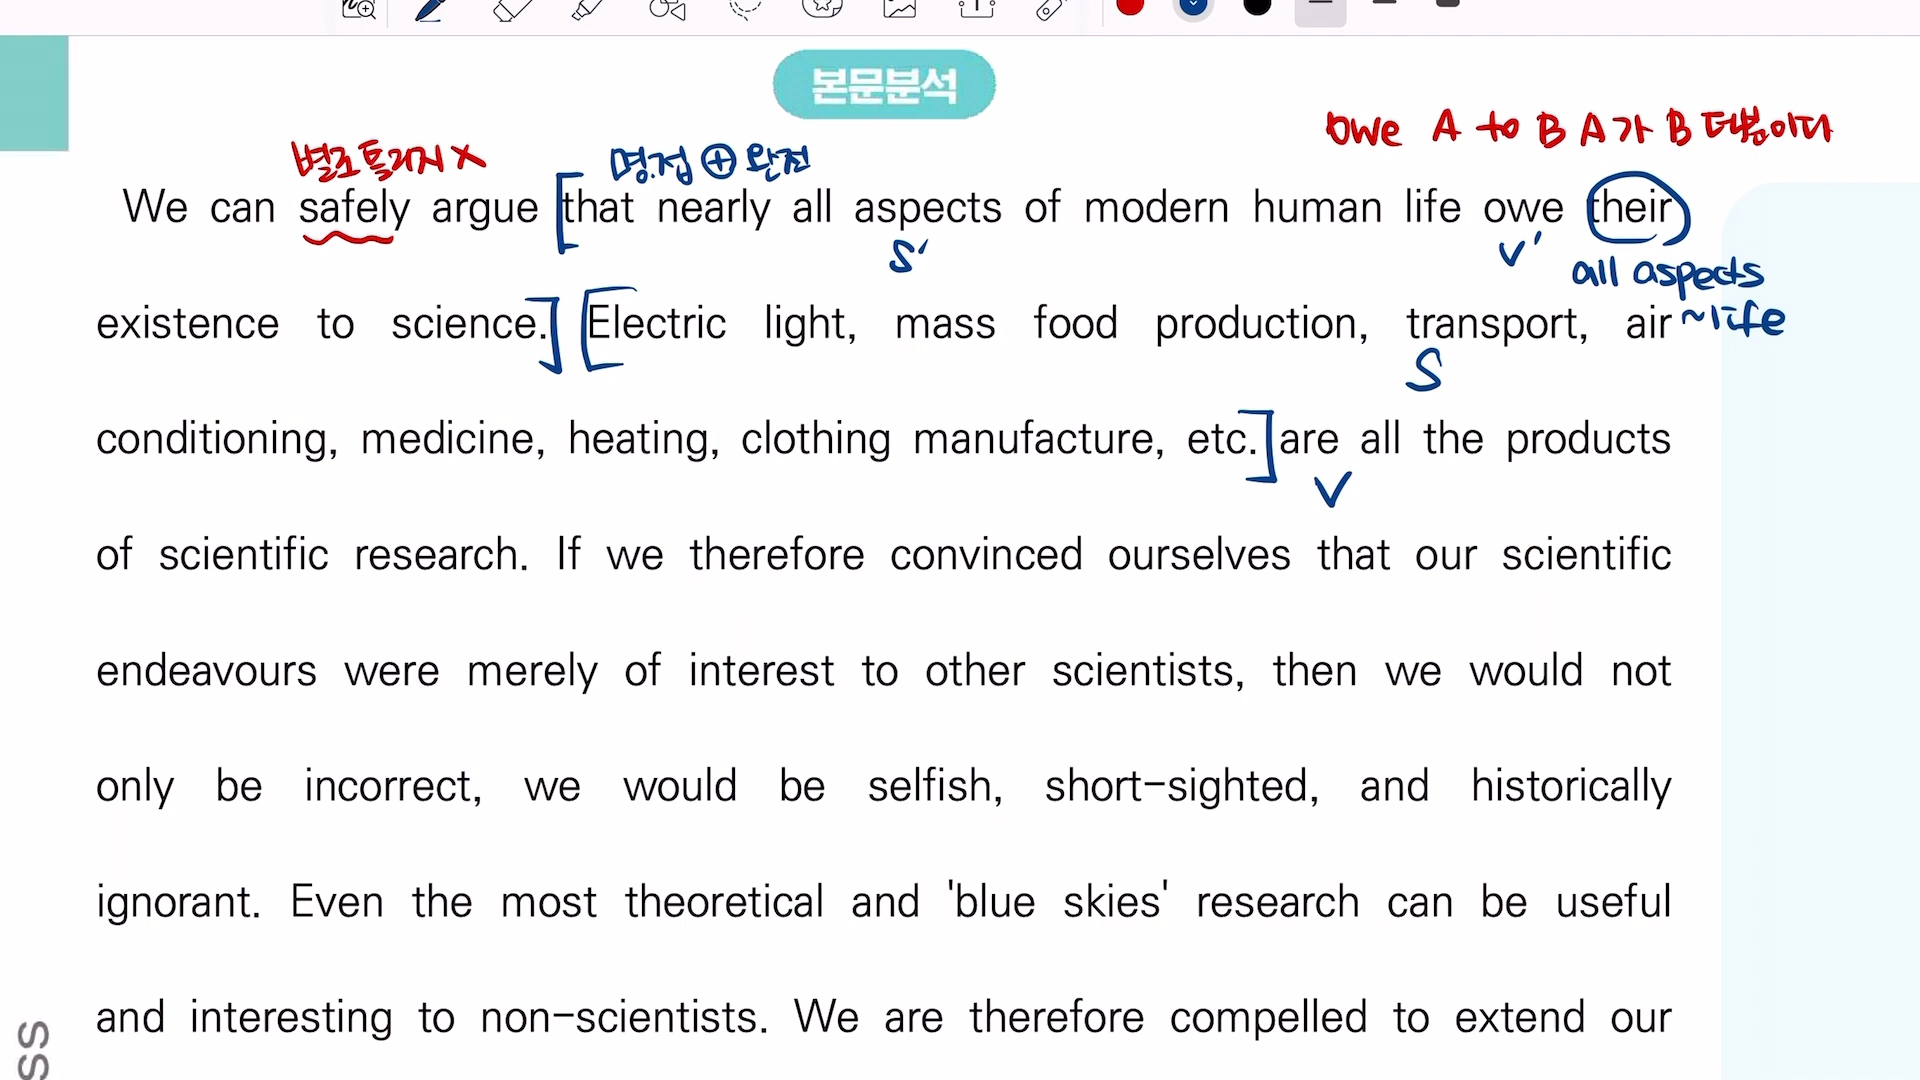 본문분석
owe A to B A가 B 덕분이다
별로 틀리지 X
명.접 ⊕ 완전
We can safely argue [that nearly all aspects of modern human life owe their
S' V'
all aspects
~life
existence to science.] [Electric light, mass food production, transport, air
S
conditioning, medicine, heating, clothing manufacture, etc.] are all the products
V
of scientific research. If we therefore convinced ourselves that our scientific
endeavours were merely of interest to other scientists, then we would not
only be incorrect, we would be selfish, short-sighted, and historically
ignorant. Even the most theoretical and 'blue skies' research can be useful
and interesting to non-scientists. We are therefore compelled to extend our
SS